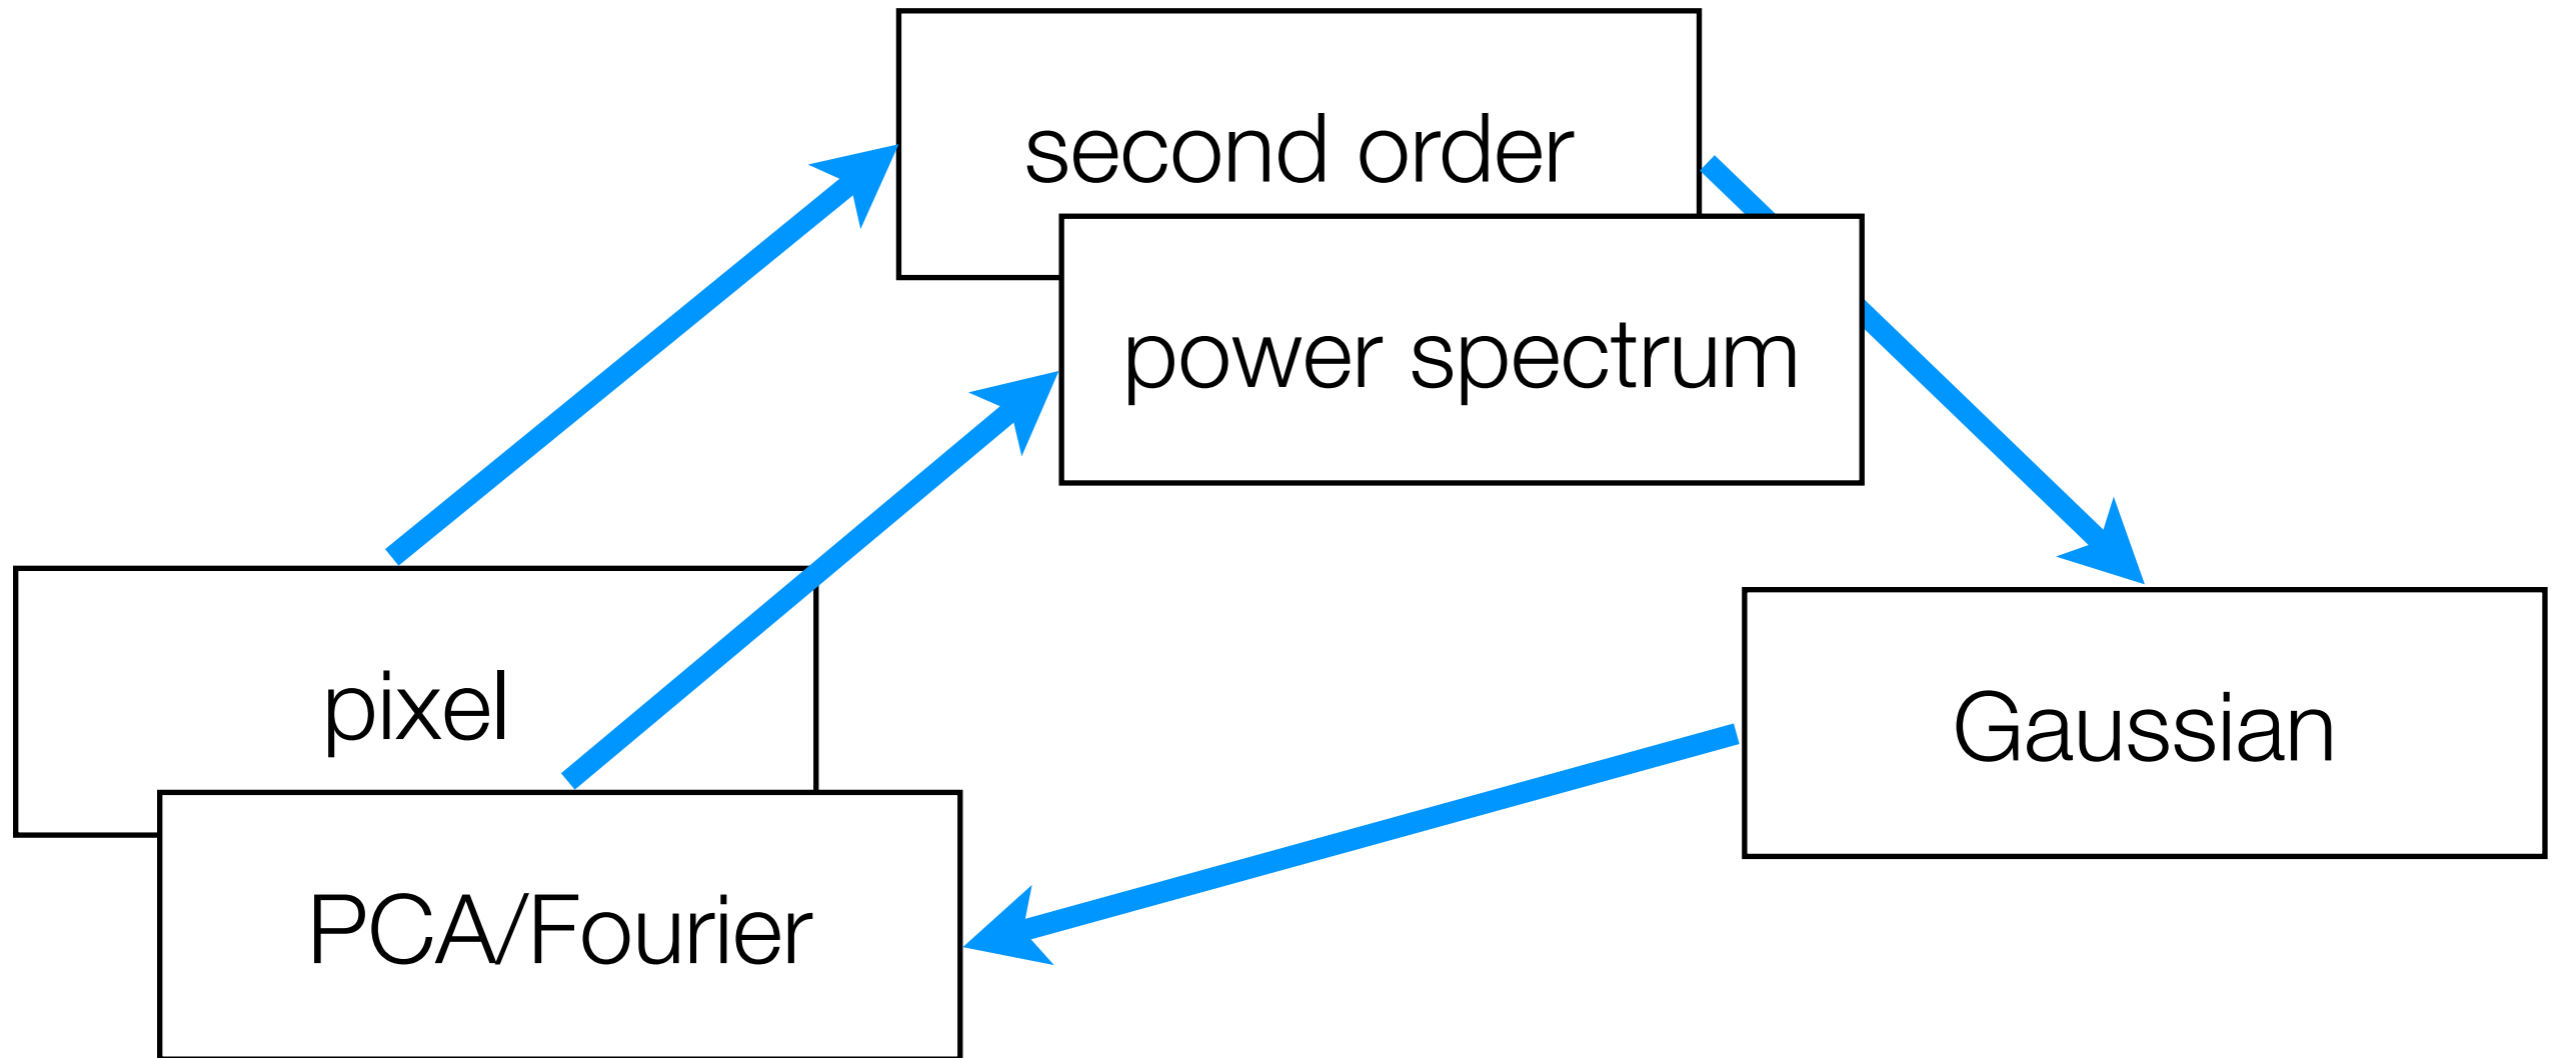 second order
power spectrum
pixel
Gaussian
PCA/Fourier